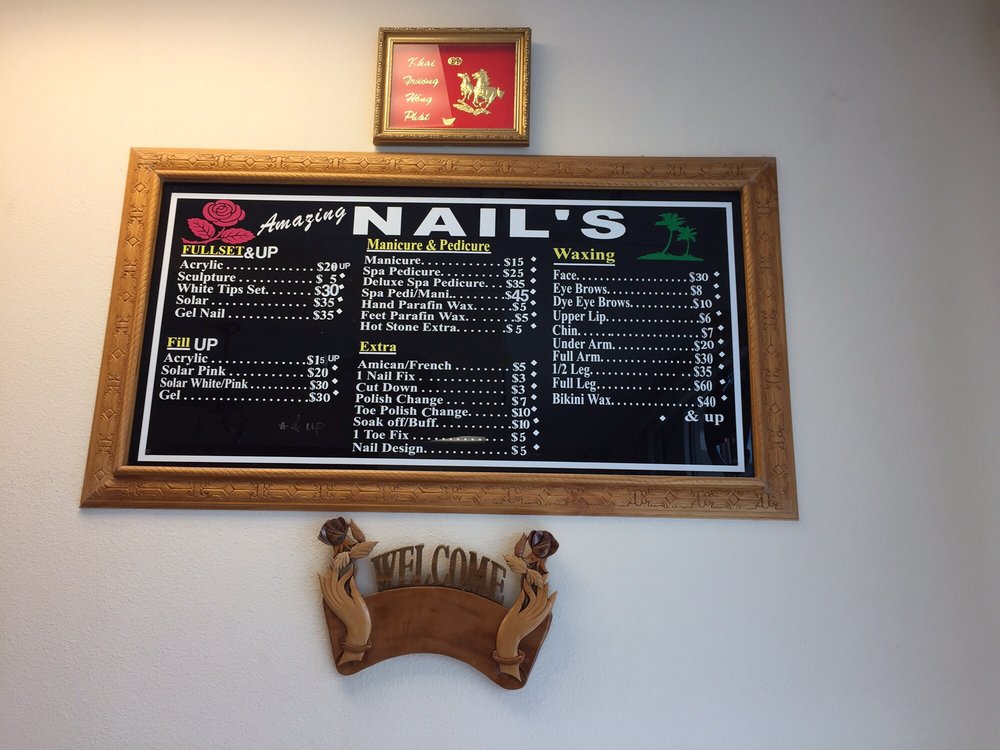 Khai
Trương
Hồng
Phát
Amazing NAIL'S
FULLSET&UP
Acrylic . . . . . . . . . . . . . . $20 UP
Sculpture . . . . . . . . . . . . . $ 5
White Tips Set. . . . . . . . $30
Solar . . . . . . . . . . . . . . . . $35
Gel Nail . . . . . . . . . . . . . $35
Fill UP
Acrylic . . . . . . . . . . . . . . . $15 UP
Solar Pink . . . . . . . . . . . . $20
Solar White/Pink . . . . . . . . . $30
Gel . . . . . . . . . . . . . . . . . . $30
* & up
Manicure & Pedicure
Manicure. . . . . . . . . . . . . . $15
Spa Pedicure. . . . . . . . . . . $25
Deluxe Spa Pedicure. . . . $35
Spa Pedi/Mani. . . . . . . . . $45
Hand Parafin Wax. . . . . . $5
Feet Parafin Wax. . . . . . . $5
Hot Stone Extra. . . . . . . . $ 5
Extra
Amican/French . . . . . . . . . $5
1 Nail Fix . . . . . . . . . . . . . . $3
Cut Down . . . . . . . . . . . . . $3
Polish Change. . . . . . . . . . $ 7
Toe Polish Change. . . . . . $10
Soak off/Buff. . . . . . . . . . . $10
1 Toe Fix . . . . . . . . . . . . . . $ 5
Nail Design. . . . . . . . . . . . . $ 5
Waxing
Face. . . . . . . . . . . . . . . . . $30
Eye Brows. . . . . . . . . . . . $8
Dye Eye Brows. . . . . . . . $10
Upper Lip. . . . . . . . . . . . . $6
Chin. . . . . . . . . . . . . . . . . . $7
Under Arm. . . . . . . . . . . . $20
Full Arm. . . . . . . . . . . . . . $30
1/2 Leg. . . . . . . . . . . . . . . . $35
Full Leg. . . . . . . . . . . . . . . $60
Bikini Wax. . . . . . . . . . . . . $40
& up
WELCOME